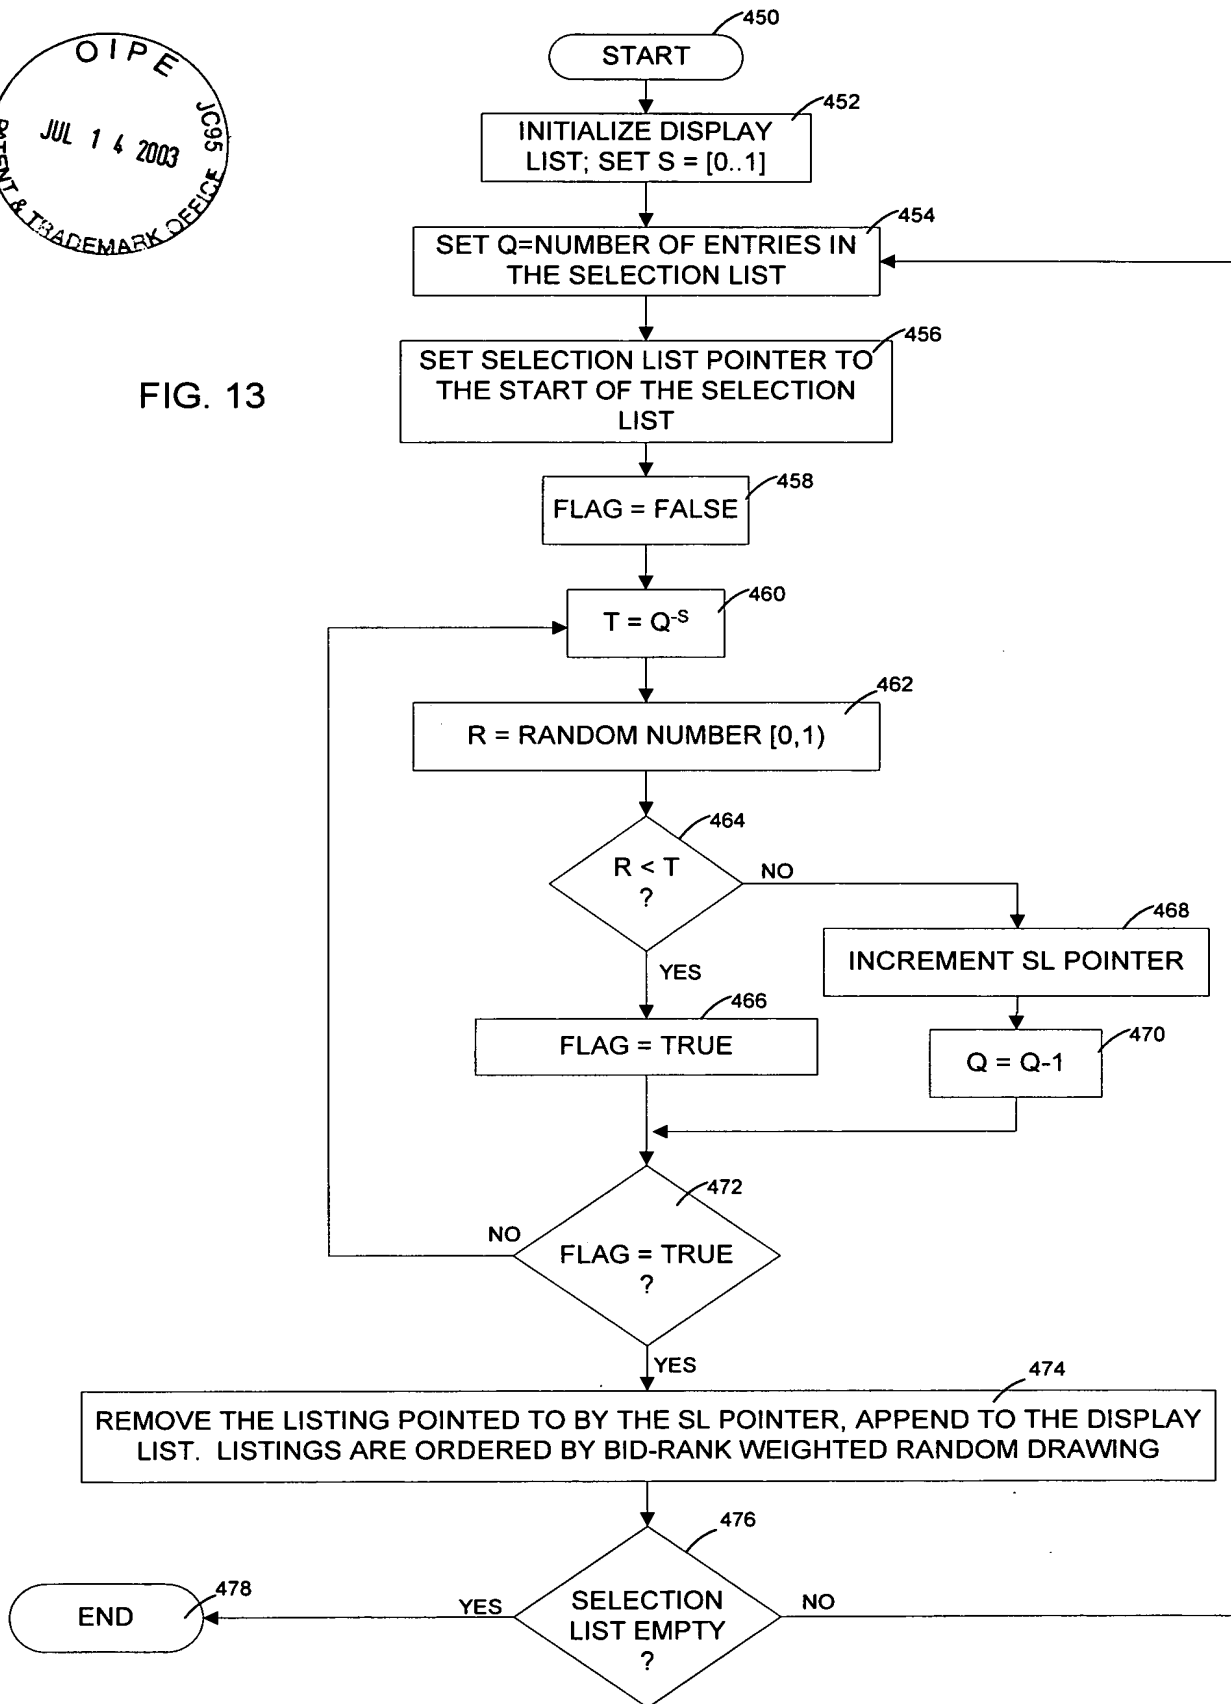 OIPE
JC95
JUL 14 2003
PATENT & TRADEMARK OFFICE
FIG. 13
450
START
452
INITIALIZE DISPLAY
LIST; SET S = [0..1]
454
SET Q=NUMBER OF ENTRIES IN
THE SELECTION LIST
456
SET SELECTION LIST POINTER TO
THE START OF THE SELECTION
LIST
458
FLAG = FALSE
460
T = Q-S
462
R = RANDOM NUMBER [0,1)
464
R < T
?
NO
YES
468
INCREMENT SL POINTER
466
FLAG = TRUE
470
Q = Q-1
472
FLAG = TRUE
?
NO
YES
474
REMOVE THE LISTING POINTED TO BY THE SL POINTER, APPEND TO THE DISPLAY
LIST. LISTINGS ARE ORDERED BY BID-RANK WEIGHTED RANDOM DRAWING
476
SELECTION
LIST EMPTY
?
YES
NO
478
END